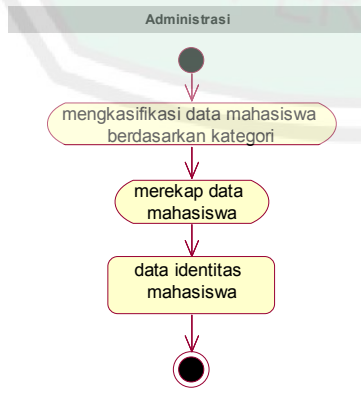 Administrasi
mengkasifikasi data mahasiswa
berdasarkan kategori
merekap data
mahasiswa
data identitas
mahasiswa